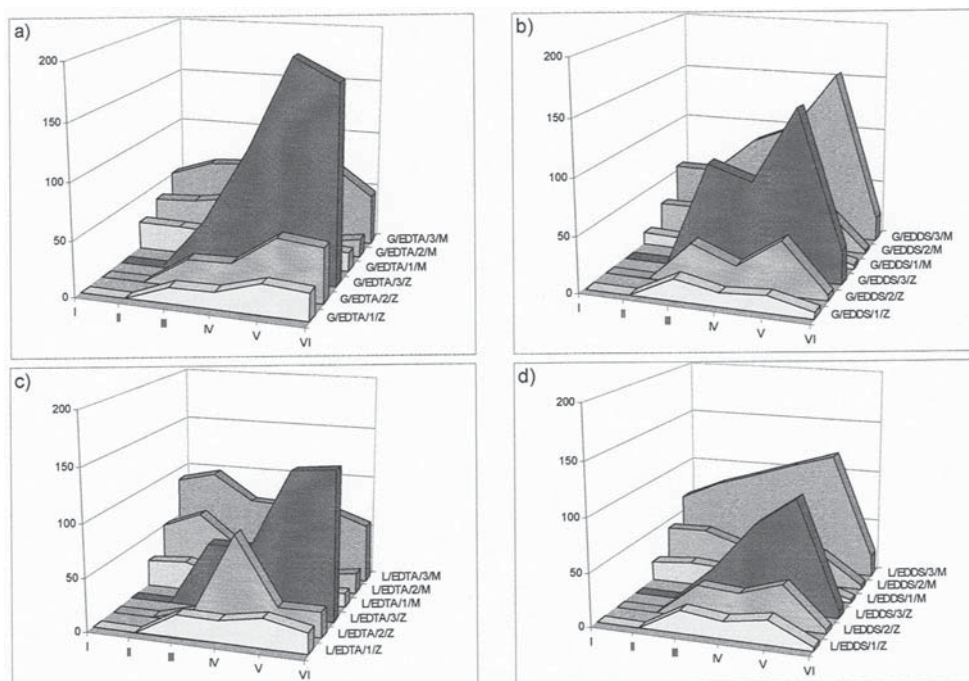 a)
200
150
100
50
0
I
II
III
IV
V
VI
G/EDTA/3/M
G/EDTA/2/M
G/EDTA/1/M
G/EDTA/3/Z
G/EDTA/2/Z
G/EDTA/1/Z
b)
200
150
100
50
0
I
II
III
IV
V
VI
G/EDDS/3/M
G/EDDS/2/M
G/EDDS/1/M
G/EDDS/3/Z
G/EDDS/2/Z
G/EDDS/1/Z
c)
200
150
100
50
0
I
II
III
IV
V
VI
L/EDTA/3/M
L/EDTA/2/M
L/EDTA/1/M
L/EDTA/3/Z
L/EDTA/2/Z
L/EDTA/1/Z
d)
200
150
100
50
0
I
II
III
IV
V
VI
L/EDDS/3/M
L/EDDS/2/M
L/EDDS/1/M
L/EDDS/3/Z
L/EDDS/2/Z
L/EDDS/1/Z